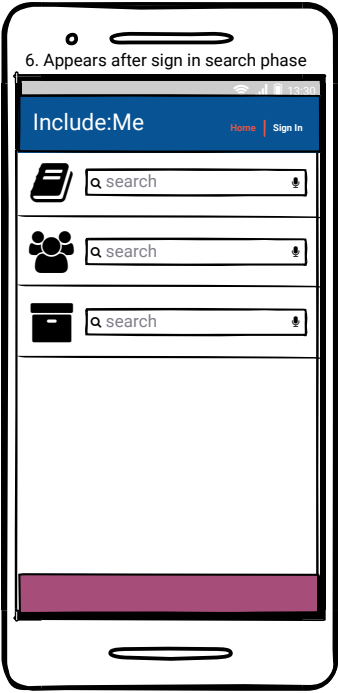 6. Appears after sign in search phase
13:30
Include:Me
Home Sign In
search
search
search